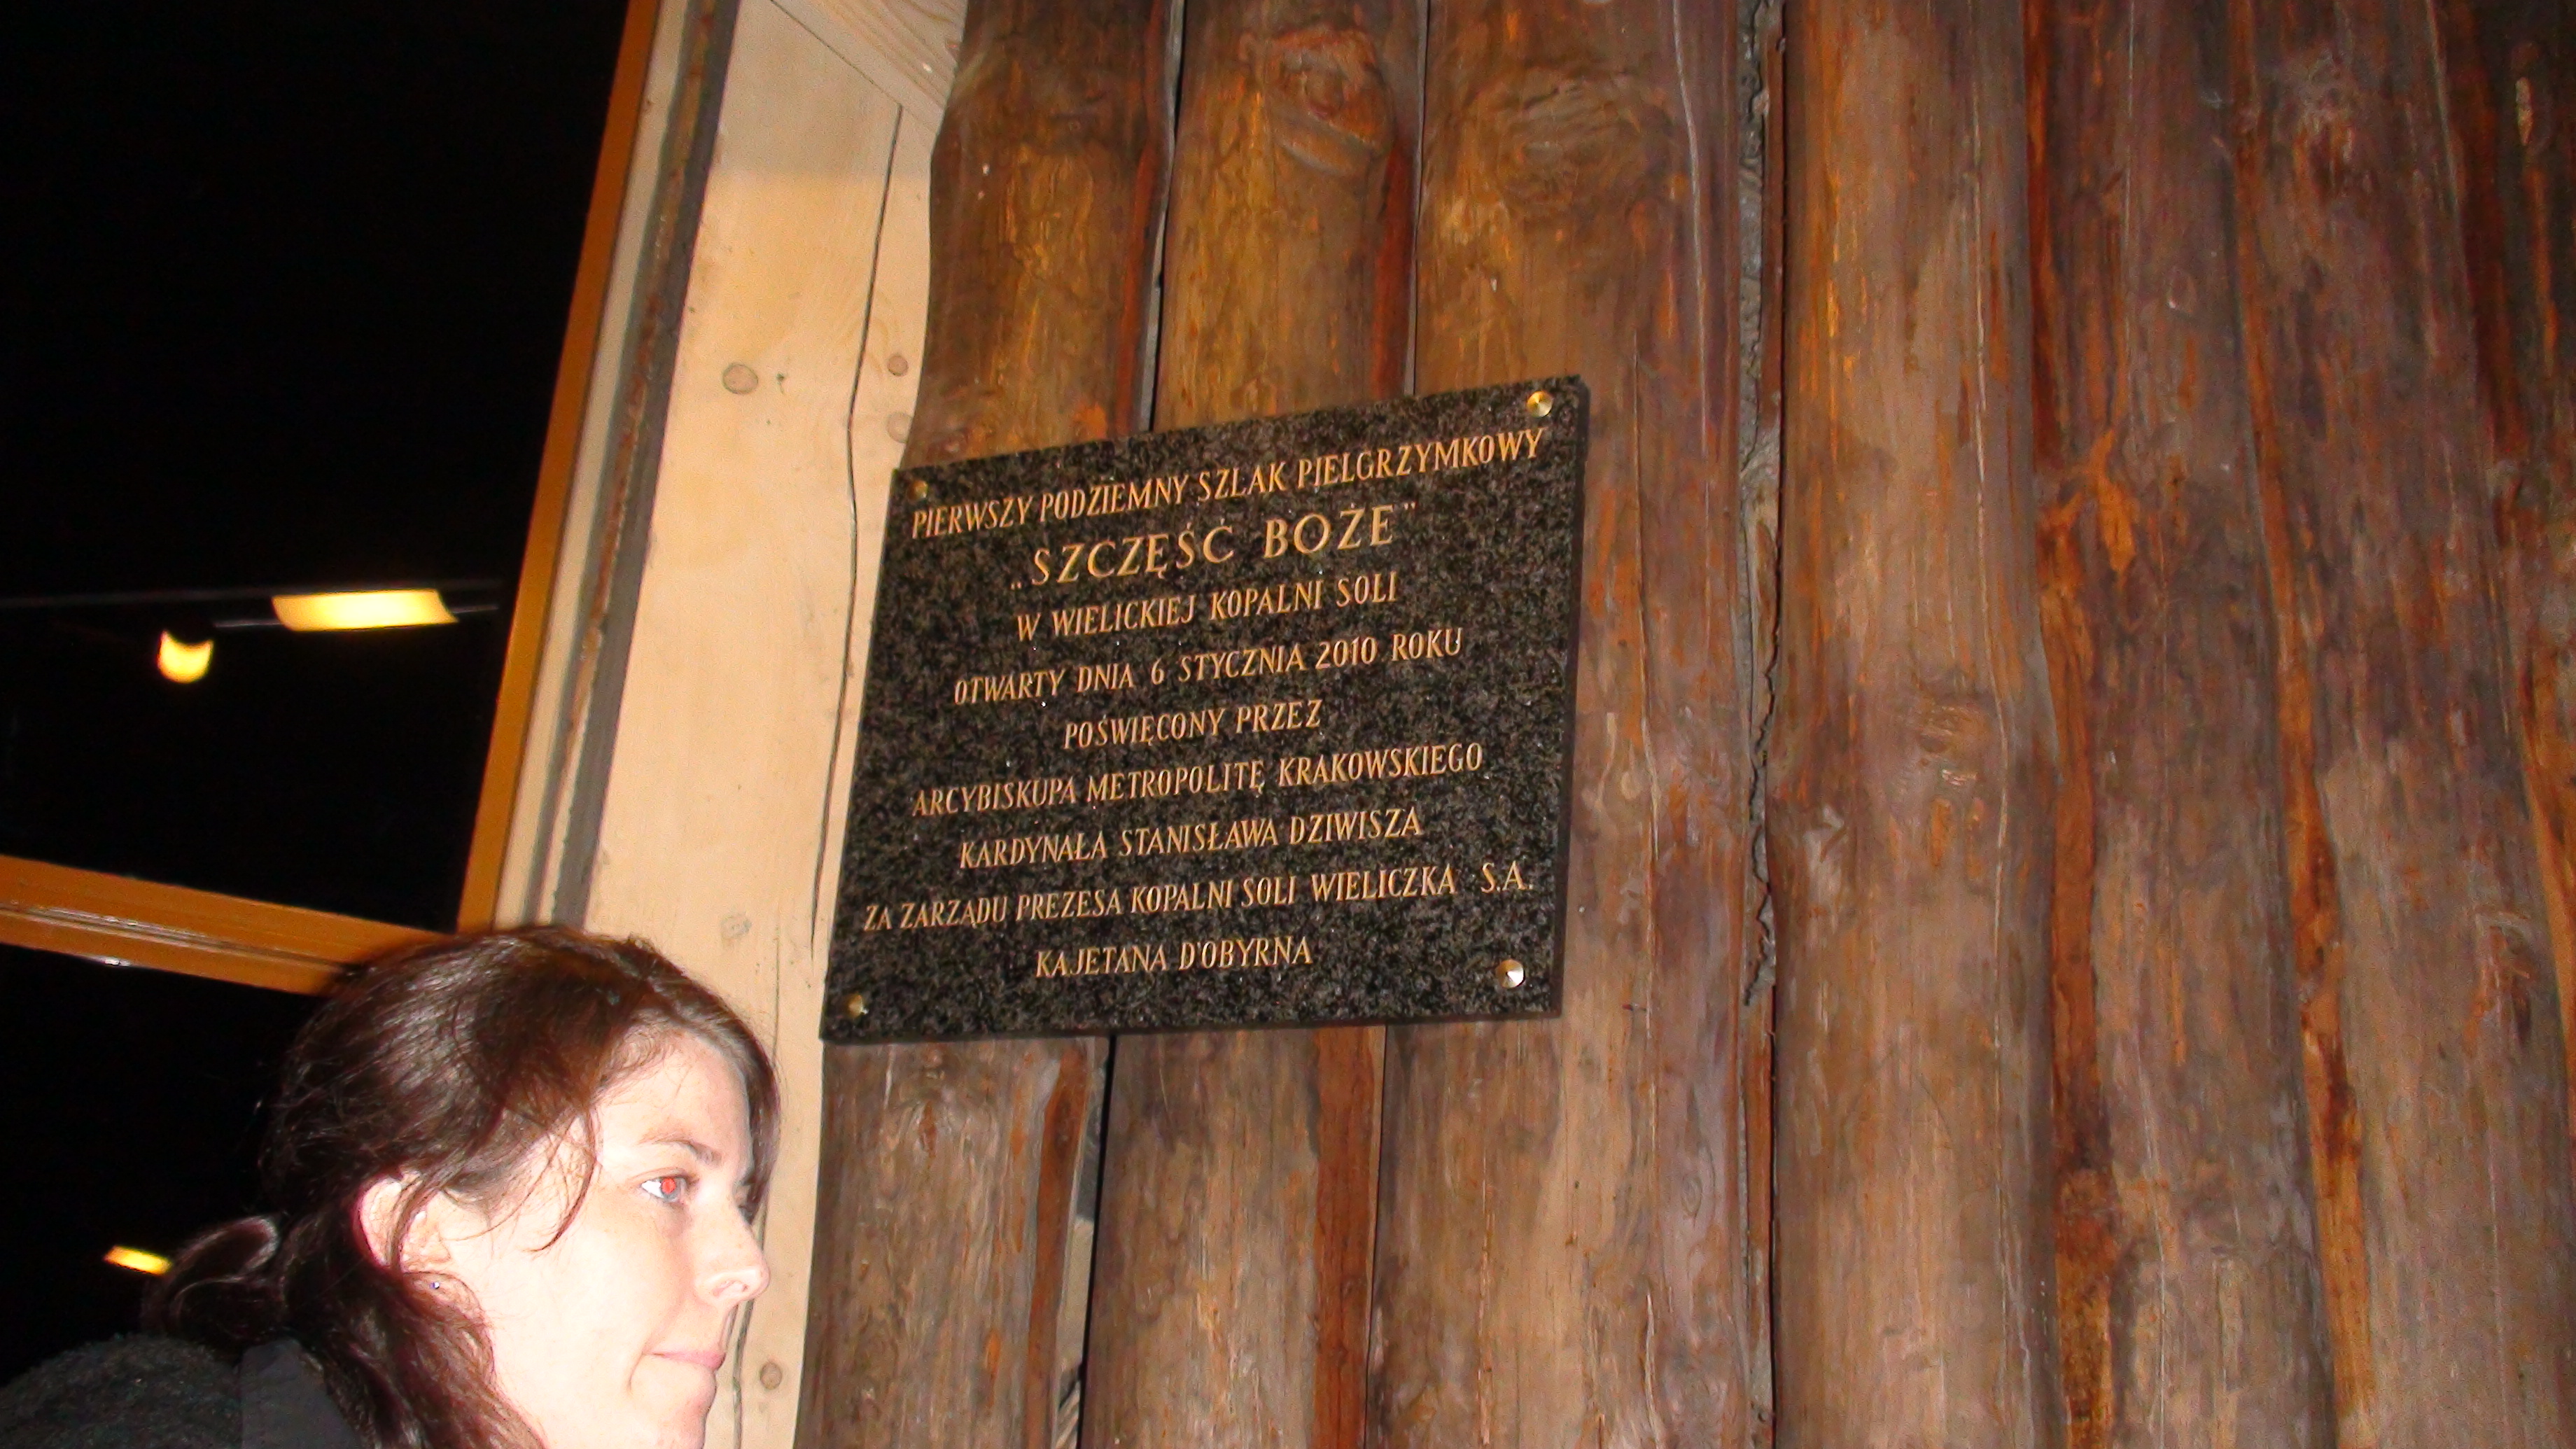 PIERWSZY PODZIEMNY SZLAK PIELGRZYMKOWY
„SZCZĘŚĆ BOŻE”
W WIELICKIEJ KOPALNI SOLI
OTWARTY DNIA 6 STYCZNIA 2010 ROKU
POŚWIĘCONY PRZEZ
ARCYBISKUPA METROPOLITĘ KRAKOWSKIEGO
KARDYNAŁA STANISŁAWA DZIWISZA
ZA ZARZĄDU PREZESA KOPALNI SOLI WIELICZKA S.A.
KAJETANA D'OBYRNA